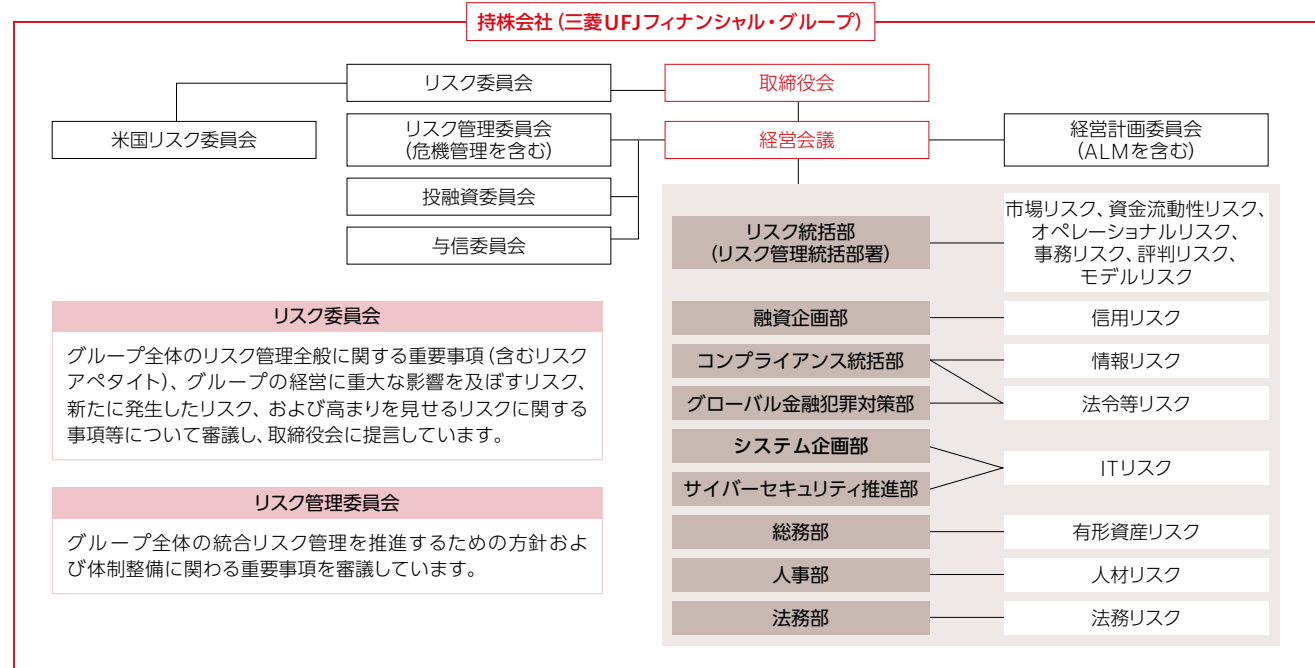 持株会社（三菱UFJフィナンシャル・グループ）
リスク委員会
取締役会
米国リスク委員会
リスク管理委員会
（危機管理を含む）
経営会議
経営計画委員会
（ALMを含む）
投融資委員会
与信委員会
リスク統括部
（リスク管理統括部署）
市場リスク、資金流動性リスク、
オペレーショナルリスク、
事務リスク、評判リスク、
モデルリスク
融資企画部
信用リスク
コンプライアンス統括部
情報リスク
グローバル金融犯罪対策部
法令等リスク
システム企画部
サイバーセキュリティ推進部
ITリスク
総務部
有形資産リスク
人事部
人材リスク
法務部
法務リスク
リスク委員会
グループ全体のリスク管理全般に関する重要事項（含むリスク
アペタイト）、グループの経営に重大な影響を及ぼすリスク、
新たに発生したリスク、および高まりを見せるリスクに関する
事項等について審議し、取締役会に提言しています。
リスク管理委員会
グループ全体の統合リスク管理を推進するための方針およ
び体制整備に関わる重要事項を審議しています。